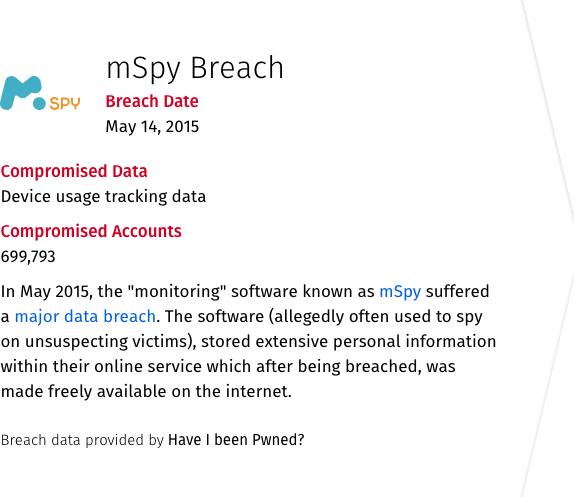 mSpy Breach
SPY
Breach Date
May 14, 2015
Compromised Data
Device usage tracking data
Compromised Accounts
699,793
In May 2015, the "monitoring" software known as mSpy suffered
a major data breach. The software (allegedly often used to spy
on unsuspecting victims), stored extensive personal information
within their online service which after being breached, was
made freely available on the internet.
Breach data provided by Have I been Pwned?